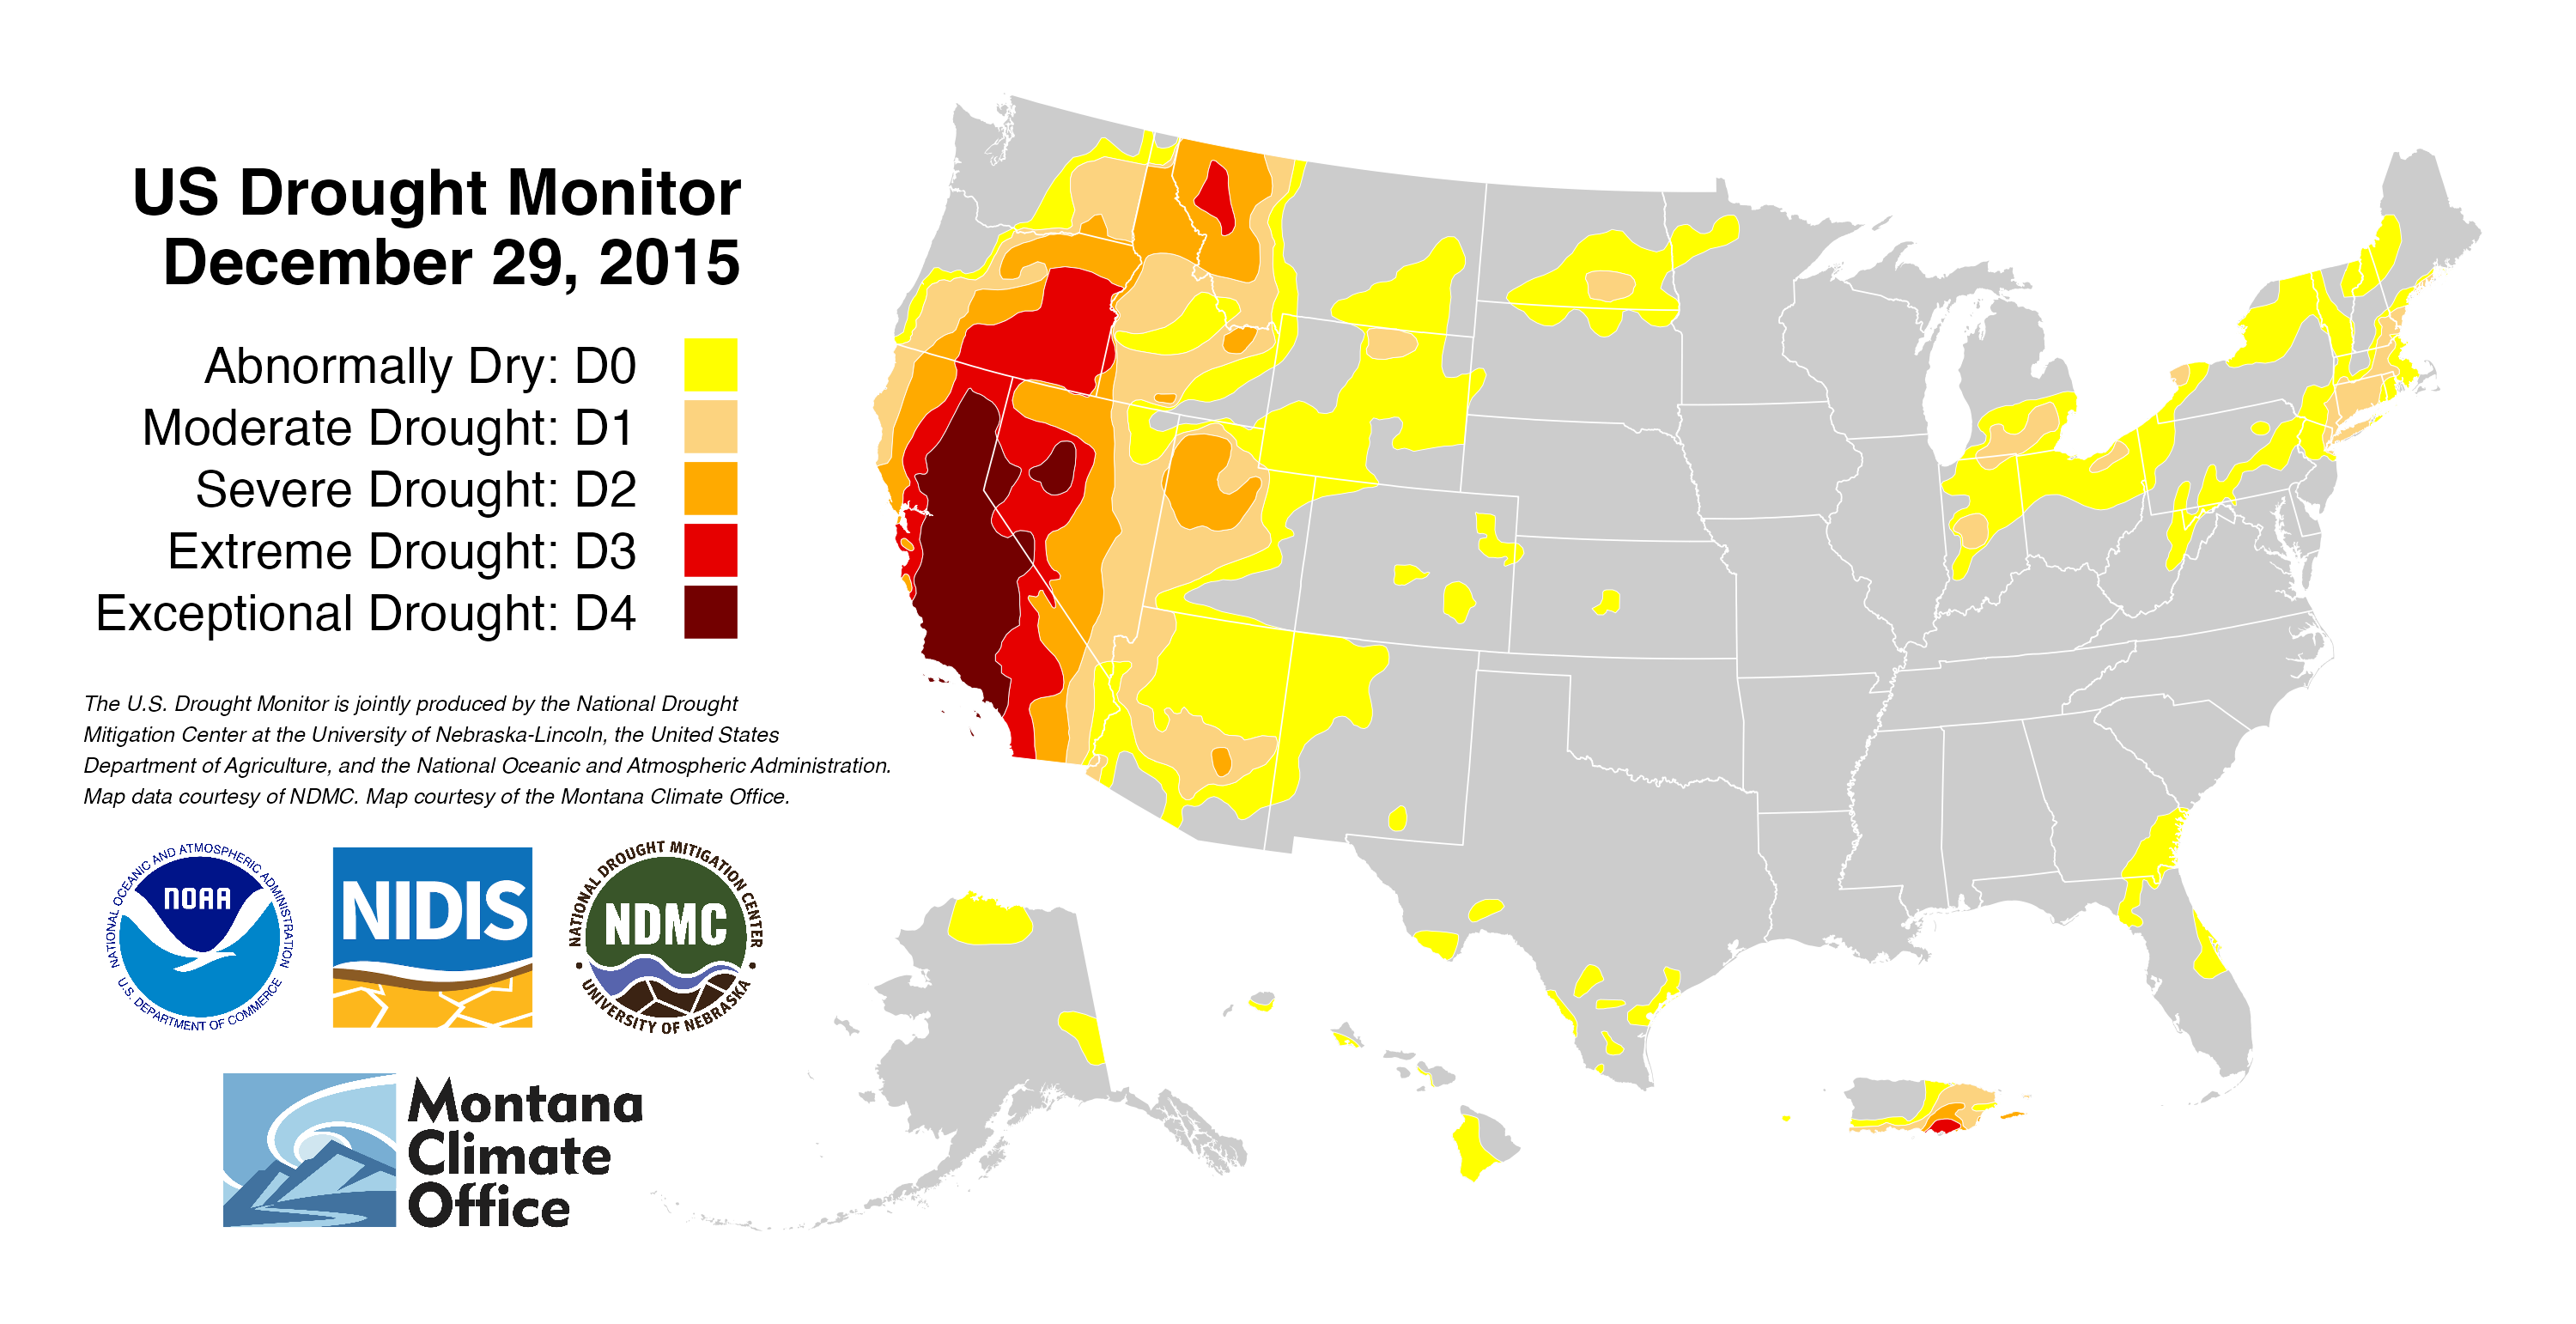 US Drought Monitor
December 29, 2015
Abnormally Dry: D0
Moderate Drought: D1
Severe Drought: D2
Extreme Drought: D3
Exceptional Drought: D4
The U.S. Drought Monitor is jointly produced by the National Drought
Mitigation Center at the University of Nebraska-Lincoln, the United States
Department of Agriculture, and the National Oceanic and Atmospheric Administration.
Map data courtesy of NDMC. Map courtesy of the Montana Climate Office.
NATIONAL OCEANIC AND ATMOSPHERIC ADMINISTRATION
NOAA
U.S. DEPARTMENT OF COMMERCE
NIDIS
NATIONAL DROUGHT MITIGATION CENTER
NDMC
UNIVERSITY OF NEBRASKA
Montana
Climate
Office